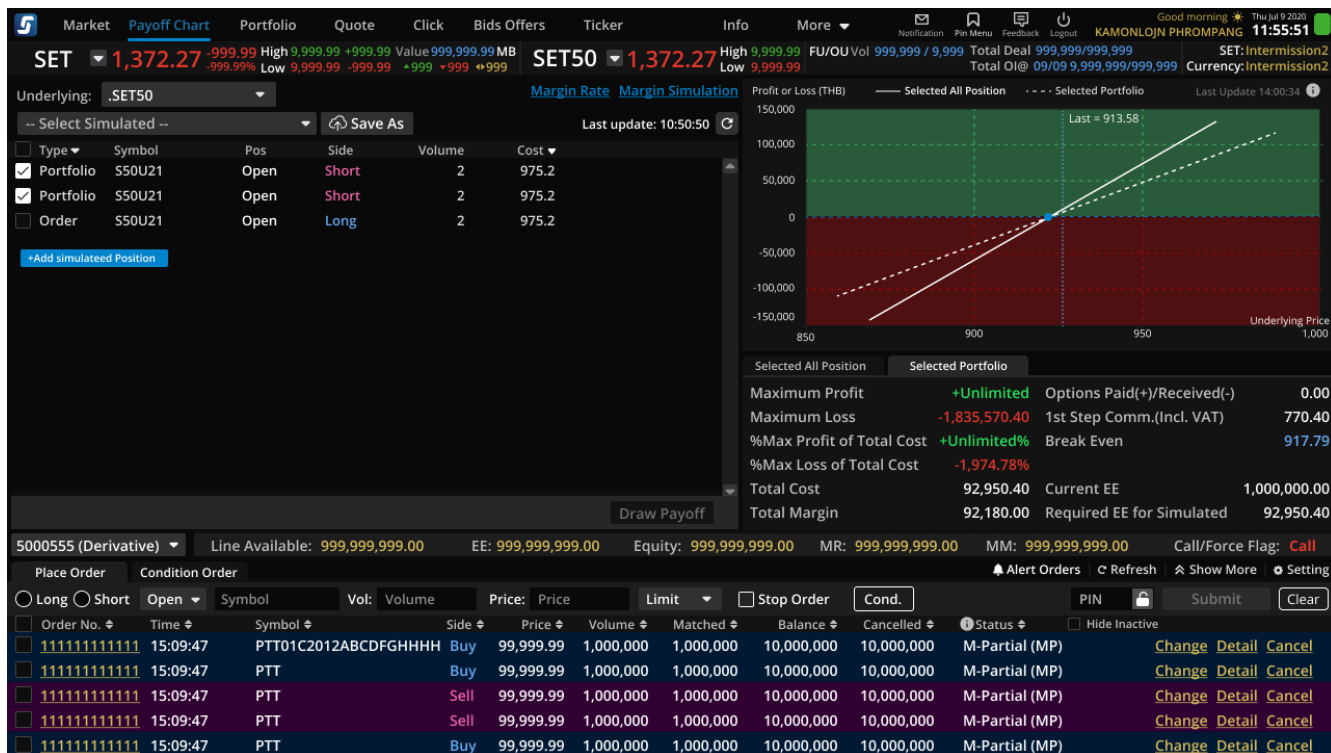 Market Payoff Chart Portfolio Quote Click Bids Offers Ticker Info More Notification Pin Menu Feedback Logout Good morning Thu Jul 9 2020
KAMONLOJN PHROMPANG 11:55:51
SET 1,372.27 -999.99 High 9,999.99 +999.99 Value 999,999.99 MB SET50 1,372.27 High 9,999.99 FU/OU Vol 999,999 / 9,999 Total Deal 999,999/999,999 SET: Intermission2
-999.99% Low 9,999.99 -999.99 999 999 999 Low 9,999.99 Total OI@ 09/09 9,999,999/999,999 Currency: Intermission2
Underlying: .SET50 Margin Rate Margin Simulation
-- Select Simulated -- Save As Last update: 10:50:50
Type Symbol Pos Side Volume Cost
Portfolio S50U21 Open Short 2 975.2
Portfolio S50U21 Open Short 2 975.2
Order S50U21 Open Long 2 975.2
+Add simulateed Position
Draw Payoff
Profit or Loss (THB) Selected All Position Selected Portfolio Last Update 14:00:34
150,000
Last = 913.58
100,000
50,000
0
-50,000
-100,000
-150,000
Underlying Price
850 900 950 1,000
Selected All Position Selected Portfolio
Maximum Profit +Unlimited Options Paid(+)/Received(-) 0.00
Maximum Loss -1,835,570.40 1st Step Comm.(Incl. VAT) 770.40
%Max Profit of Total Cost +Unlimited% Break Even 917.79
%Max Loss of Total Cost -1,974.78%
Total Cost 92,950.40 Current EE 1,000,000.00
Total Margin 92,180.00 Required EE for Simulated 92,950.40
5000555 (Derivative) Line Available: 999,999,999.00 EE: 999,999,999.00 Equity: 999,999,999.00 MR: 999,999,999.00 MM: 999,999,999.00 Call/Force Flag: Call
Place Order Condition Order Alert Orders Refresh Show More Setting
Long Short Open Symbol Vol: Volume Price: Price Limit Stop Order Cond. PIN Submit Clear
Order No. Time Symbol Side Price Volume Matched Balance Cancelled Status Hide Inactive
111111111111 15:09:47 PTT01C2012ABCDFGHHHH Buy 99,999.99 1,000,000 1,000,000 10,000,000 10,000,000 M-Partial (MP) Change Detail Cancel
111111111111 15:09:47 PTT Buy 99,999.99 1,000,000 1,000,000 10,000,000 10,000,000 M-Partial (MP) Change Detail Cancel
111111111111 15:09:47 PTT Sell 99,999.99 1,000,000 1,000,000 10,000,000 10,000,000 M-Partial (MP) Change Detail Cancel
111111111111 15:09:47 PTT Sell 99,999.99 1,000,000 1,000,000 10,000,000 10,000,000 M-Partial (MP) Change Detail Cancel
111111111111 15:09:47 PTT Buy 99,999.99 1,000,000 1,000,000 10,000,000 10,000,000 M-Partial (MP) Change Detail Cancel